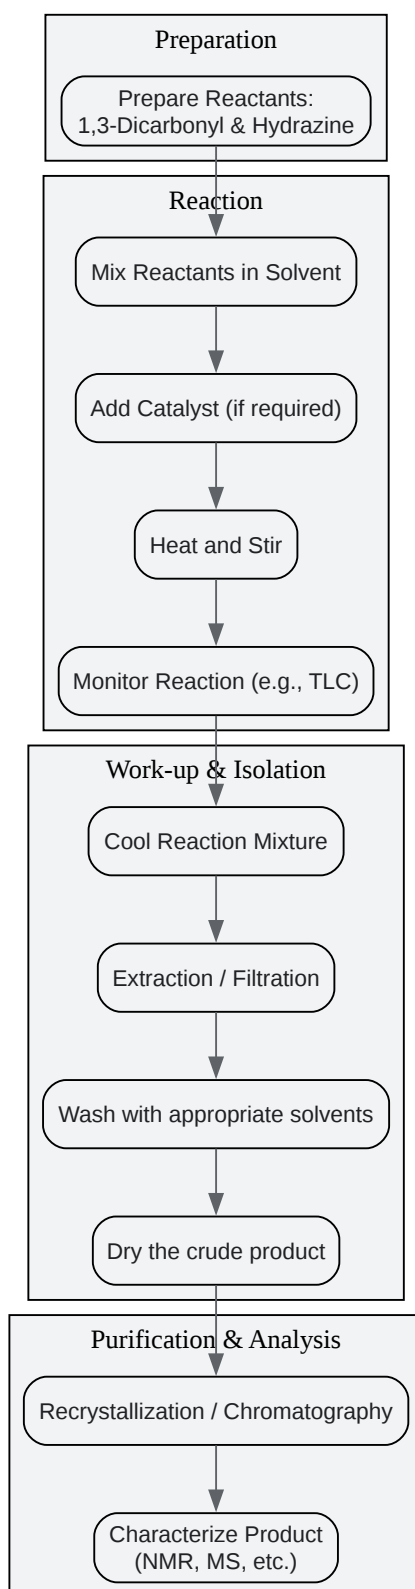 Preparation
Prepare Reactants:
1,3-Dicarbonyl & Hydrazine
Reaction
Mix Reactants in Solvent
Add Catalyst (if required)
Heat and Stir
Monitor Reaction (e.g., TLC)
Work-up & Isolation
Cool Reaction Mixture
Extraction / Filtration
Wash with appropriate solvents
Dry the crude product
Purification & Analysis
Recrystallization / Chromatography
Characterize Product
(NMR, MS, etc.)